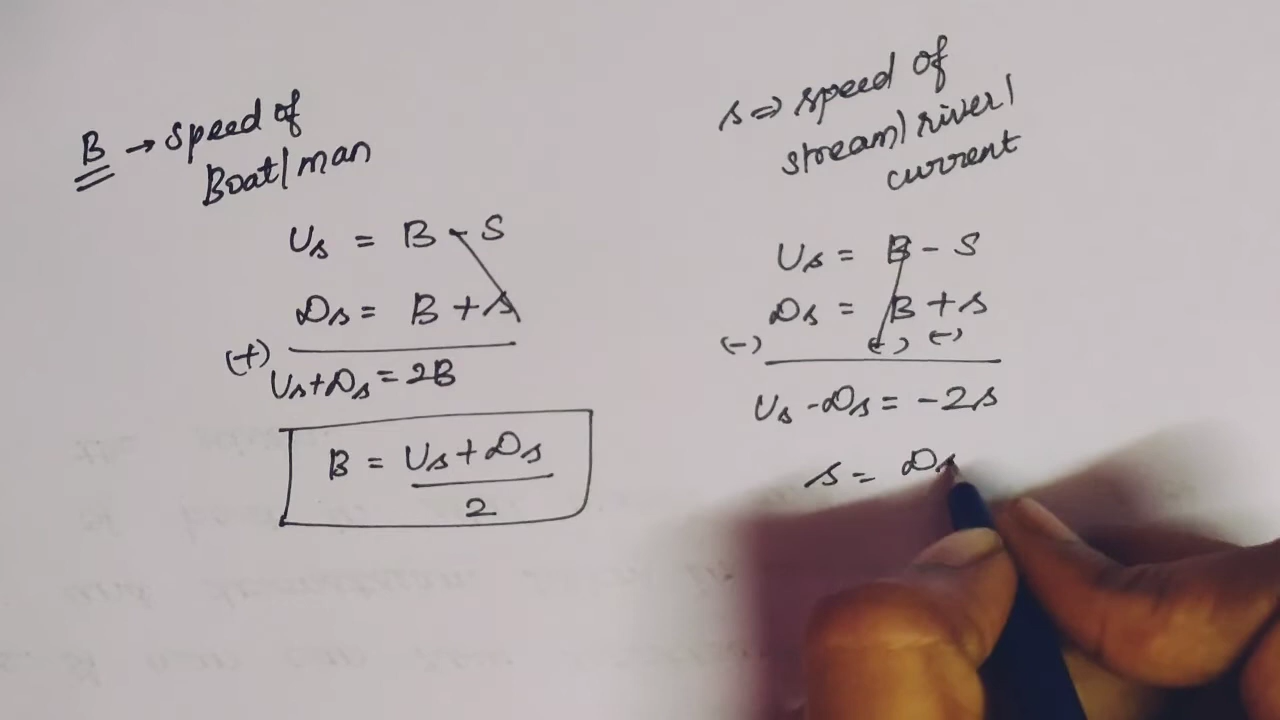 B → speed of
Boat/man
Us = B - S
Ds = B + s
(+)
Us+Ds = 2B
B = Us + Ds
2
s => speed of
stream/river/
current
Us = B - S
Ds = B + s
(-) (-) (-)
Us - Ds = -2s
s = Ds